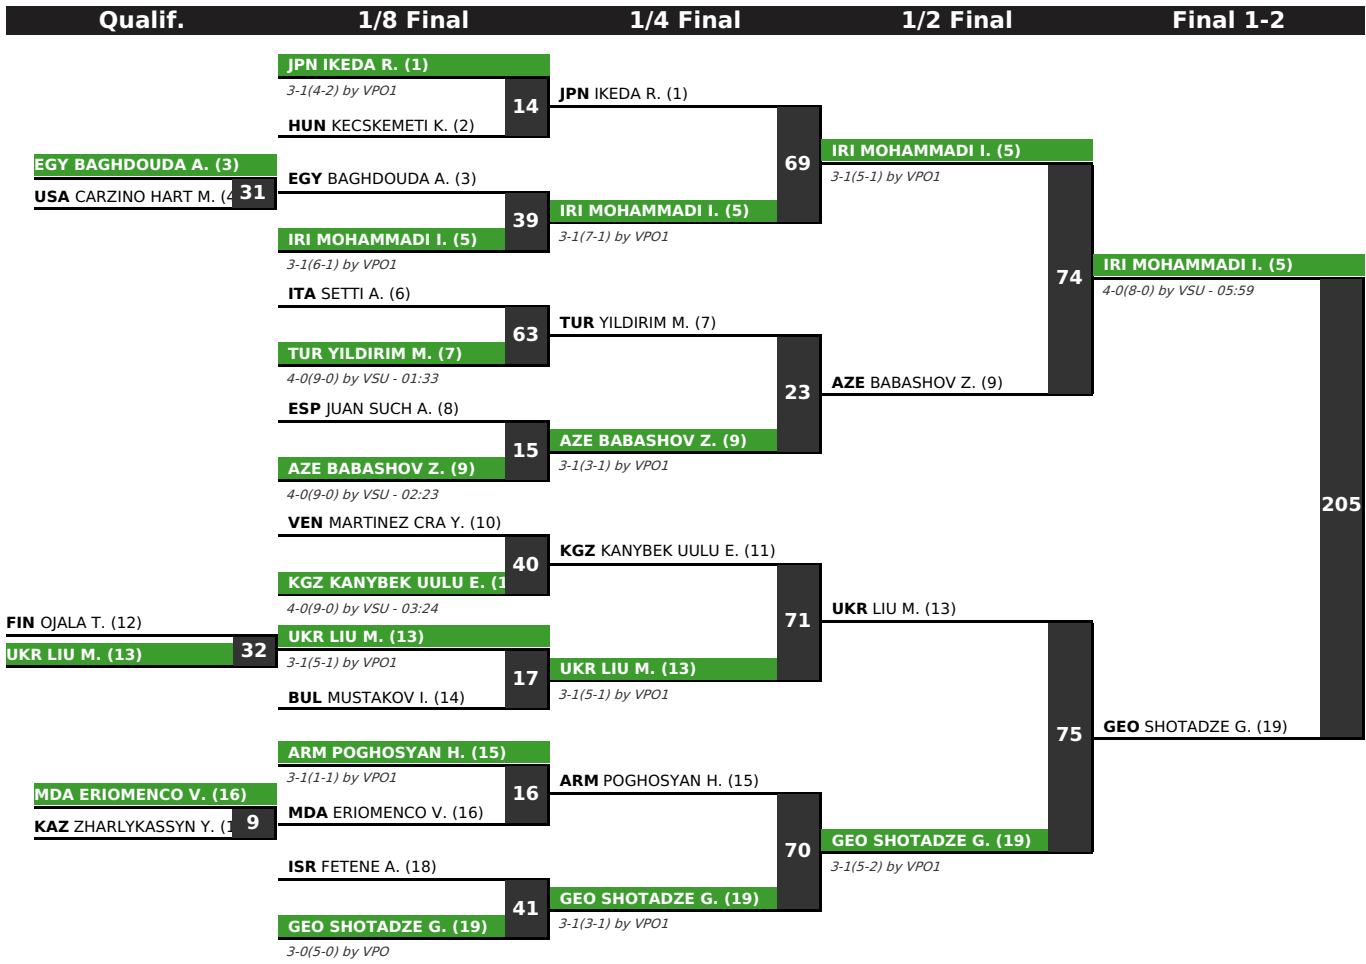 Qualif.
1/8 Final
1/4 Final
1/2 Final
Final 1-2
EGY BAGHDOUDA A. (3)
USA CARZINO HART M. (4
31
FIN OJALA T. (12)
UKR LIU M. (13)
32
MDA ERIOMENCO V. (16)
KAZ ZHARLYKASSYN Y. (1
9
JPN IKEDA R. (1)
3-1(4-2) by VPO1
14
HUN KECSKEMETI K. (2)
EGY BAGHDOUDA A. (3)
39
IRI MOHAMMADI I. (5)
3-1(6-1) by VPO1
ITA SETTI A. (6)
63
TUR YILDIRIM M. (7)
4-0(9-0) by VSU - 01:33
ESP JUAN SUCH A. (8)
15
AZE BABASHOV Z. (9)
4-0(9-0) by VSU - 02:23
VEN MARTINEZ CRA Y. (10)
40
KGZ KANYBEK UULU E. (1
4-0(9-0) by VSU - 03:24
UKR LIU M. (13)
3-1(5-1) by VPO1
17
BUL MUSTAKOV I. (14)
ARM POGHOSYAN H. (15)
3-1(1-1) by VPO1
16
MDA ERIOMENCO V. (16)
ISR FETENE A. (18)
41
GEO SHOTADZE G. (19)
3-0(5-0) by VPO
JPN IKEDA R. (1)
69
IRI MOHAMMADI I. (5)
3-1(7-1) by VPO1
TUR YILDIRIM M. (7)
23
AZE BABASHOV Z. (9)
3-1(3-1) by VPO1
KGZ KANYBEK UULU E. (11)
71
UKR LIU M. (13)
3-1(5-1) by VPO1
ARM POGHOSYAN H. (15)
70
GEO SHOTADZE G. (19)
3-1(3-1) by VPO1
IRI MOHAMMADI I. (5)
3-1(5-1) by VPO1
74
AZE BABASHOV Z. (9)
UKR LIU M. (13)
75
GEO SHOTADZE G. (19)
3-1(5-2) by VPO1
IRI MOHAMMADI I. (5)
4-0(8-0) by VSU - 05:59
205
GEO SHOTADZE G. (19)